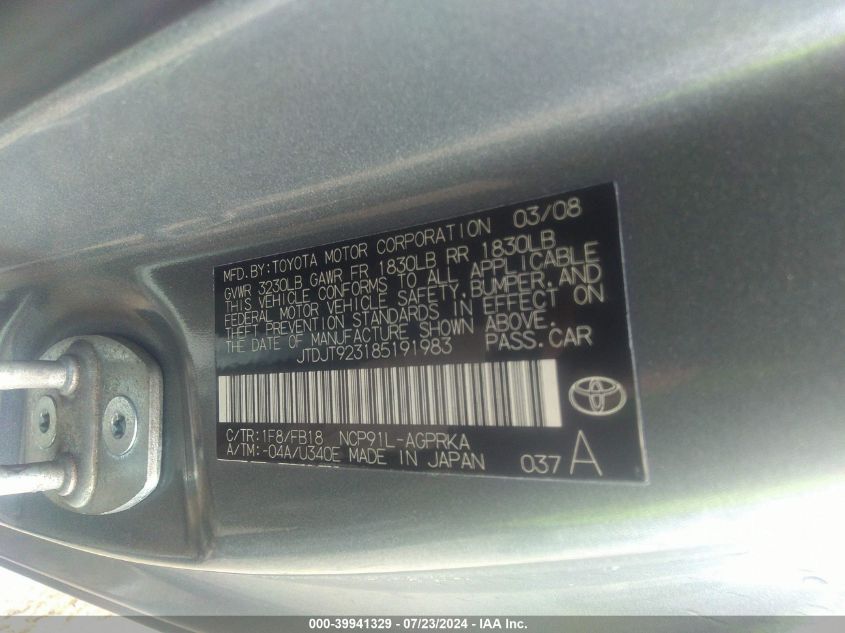 MFD.BY:TOYOTA MOTOR CORPORATION 03/08
GVWR 3230LB GAWR FR 1830LB RR 1830LB
THIS VEHICLE CONFORMS TO ALL APPLICABLE
FEDERAL MOTOR VEHICLE SAFETY,BUMPER,AND
THEFT PREVENTION STANDARDS IN EFFECT ON
THE DATE OF MANUFACTURE SHOWN ABOVE.
JTDJT923185191983 PASS.CAR
C/TR:1F8/FB18 NCP91L-AGPRKA
A/TM:-04A/U340E MADE IN JAPAN 037 A
000-39941329 - 07/23/2024 - IAA Inc.